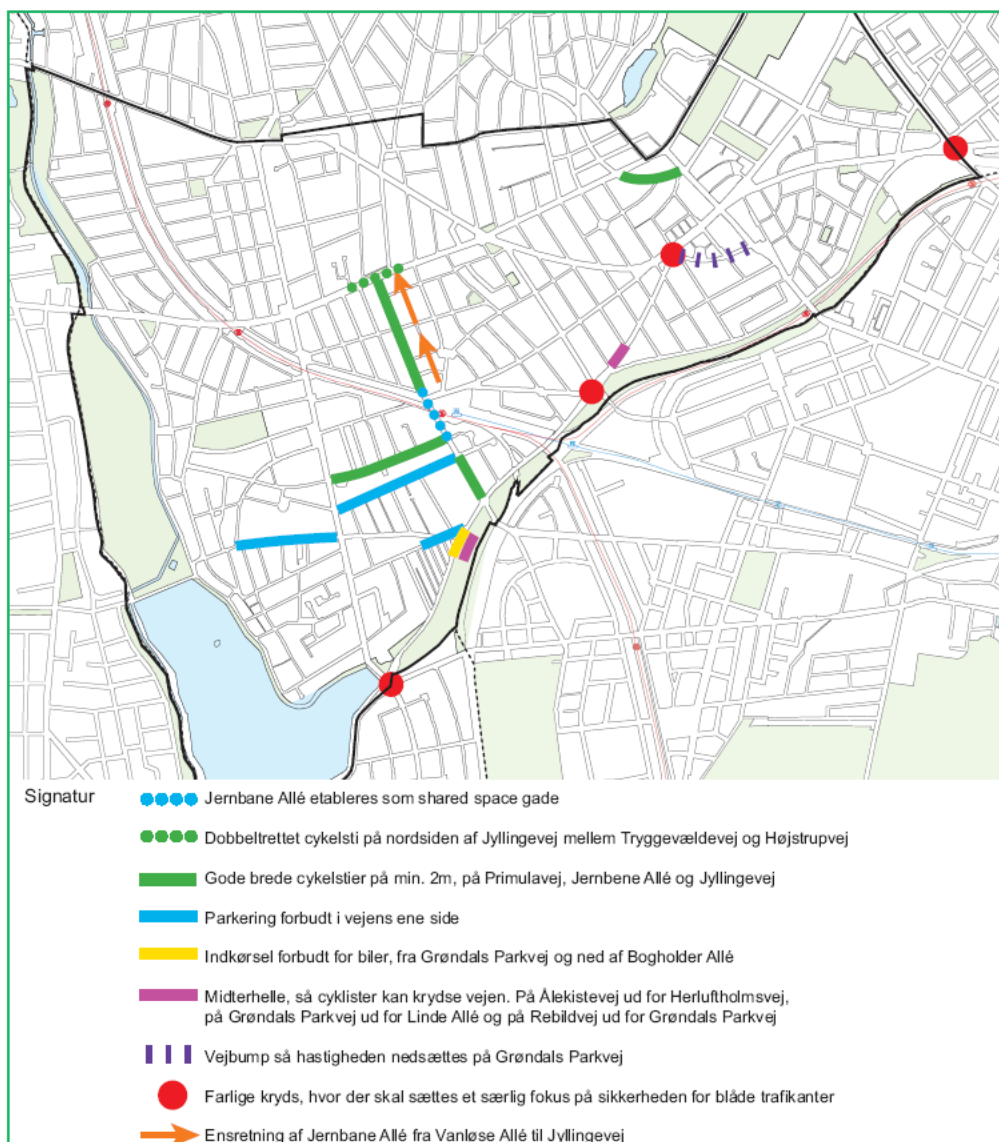 Signatur
Jernbane Allé etableres som shared space gade
Dobbeltrettet cykelsti på nordsiden af Jyllingevej mellem Tryggevældevej og Højstrupvej
Gode brede cykelstier på min. 2m, på Primulavej, Jernbene Allé og Jyllingevej
Parkering forbudt i vejens ene side
Indkørsel forbudt for biler, fra Grøndals Parkvej og ned af Bogholder Allé
Midterhelle, så cyklister kan krydse vejen. På Ålekistevej ud for Herluftholmsvej,
på Grøndals Parkvej ud for Linde Allé og på Rebildvej ud for Grøndals Parkvej
Vejbump så hastigheden nedsættes på Grøndals Parkvej
Farlige kryds, hvor der skal sættes et særlig fokus på sikkerheden for blåde trafikanter
Ensretning af Jernbane Allé fra Vanløse Allé til Jyllingevej